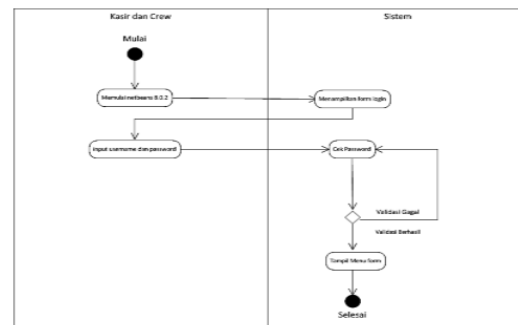 Kasir dan Crew
Sistem
Mulai
Memulai netbeans 8.0.2
Menampilkan form login
Input username dan password
Cek Password
Validasi Gagal
Validasi Berhasil
Tampil Menu form
Selesai